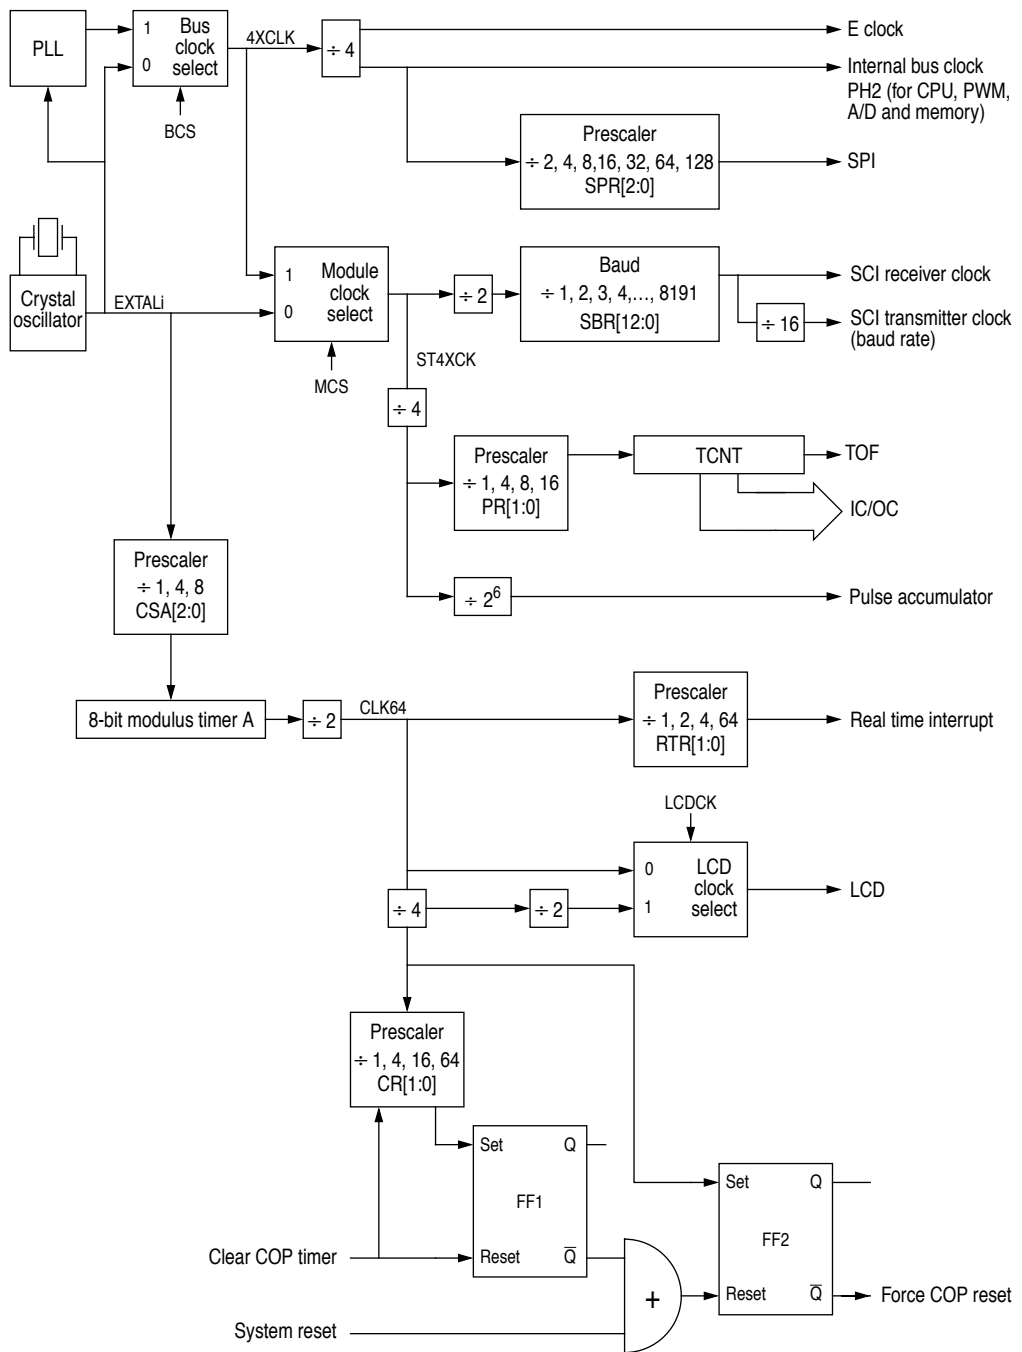 PLL
1
0
Bus
clock
select
BCS
4XCLK
÷ 4
E clock
Internal bus clock
PH2 (for CPU, PWM,
A/D and memory)
Prescaler
÷ 2, 4, 8,16, 32, 64, 128
SPR[2:0]
SPI
Crystal
oscillator
EXTALi
1
0
Module
clock
select
MCS
÷ 2
Baud
÷ 1, 2, 3, 4,..., 8191
SBR[12:0]
SCI receiver clock
÷ 16
SCI transmitter clock
(baud rate)
ST4XCK
÷ 4
Prescaler
÷ 1, 4, 8, 16
PR[1:0]
TCNT
TOF
IC/OC
÷ 2⁶
Pulse accumulator
Prescaler
÷ 1, 4, 8
CSA[2:0]
8-bit modulus timer A
÷ 2
CLK64
Prescaler
÷ 1, 2, 4, 64
RTR[1:0]
Real time interrupt
LCDCK
0
1
LCD
clock
select
LCD
÷ 4
÷ 2
Prescaler
÷ 1, 4, 16, 64
CR[1:0]
Set
Q
FF1
Reset
Q̅
Set
Q
FF2
Reset
Q̅
Clear COP timer
+
Force COP reset
System reset